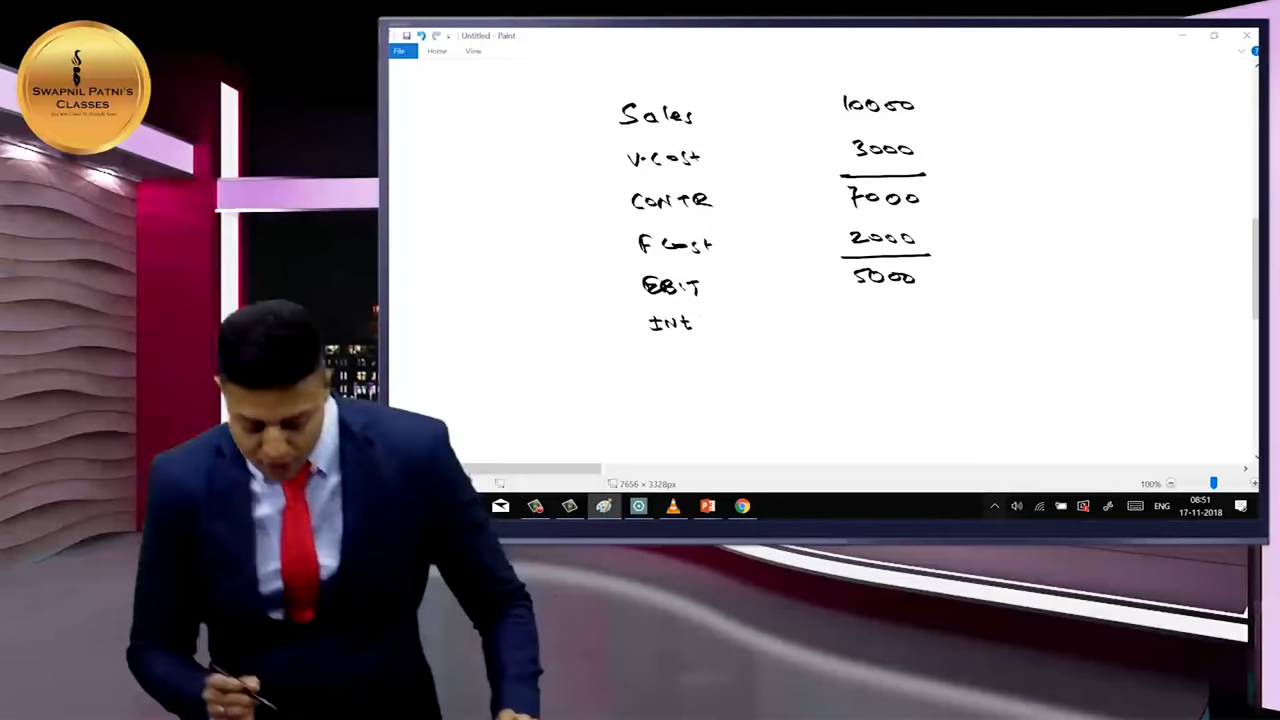 SWAPNIL PATNI'S
CLASSES
Untitled - Paint
File Home View
Sales 10000
V.Cost 3000
CONTR 7000
F Cost 2000
EBIT 5000
INt
7656 × 3328px
100%
ENG
08:51
17-11-2018